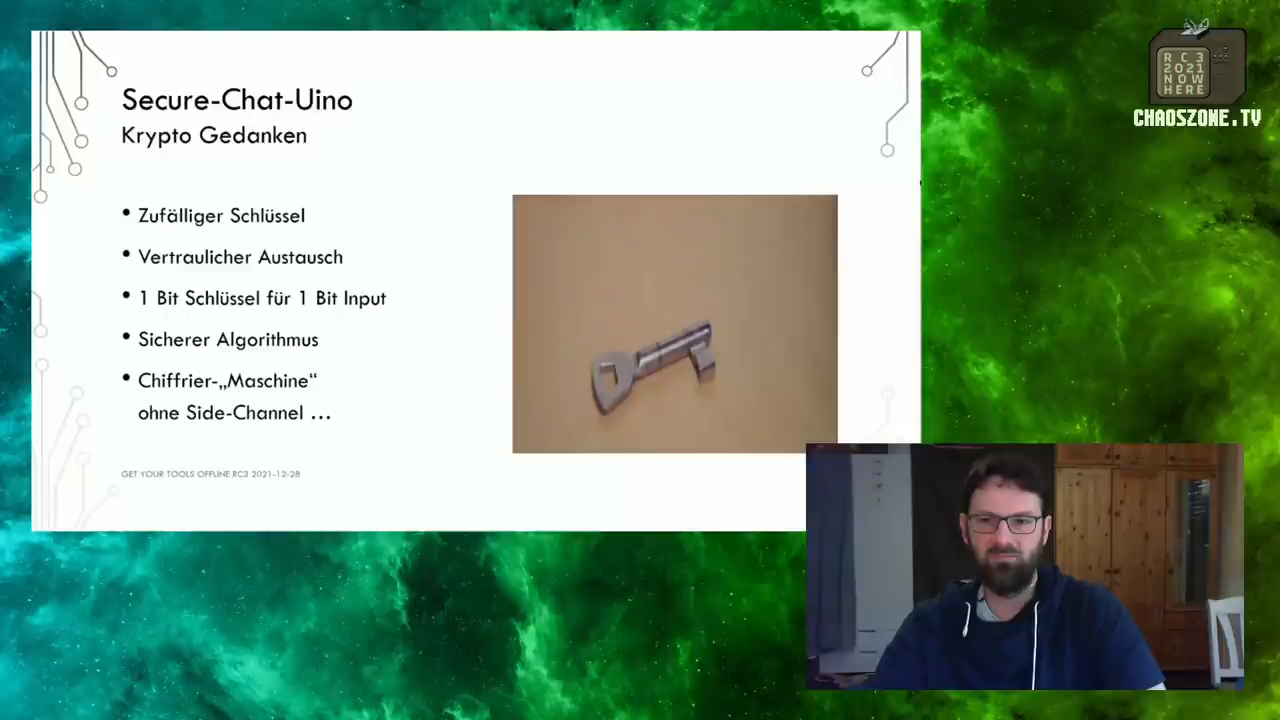 Secure-Chat-Uino
Krypto Gedanken
• Zufälliger Schlüssel
• Vertraulicher Austausch
• 1 Bit Schlüssel für 1 Bit Input
• Sicherer Algorithmus
• Chiffrier-„Maschine“
ohne Side-Channel …
GET YOUR TOOLS OFFLINE RC3 2021-12-28
RC3
2021
NOW
HERE
CHAOSZONE.TV